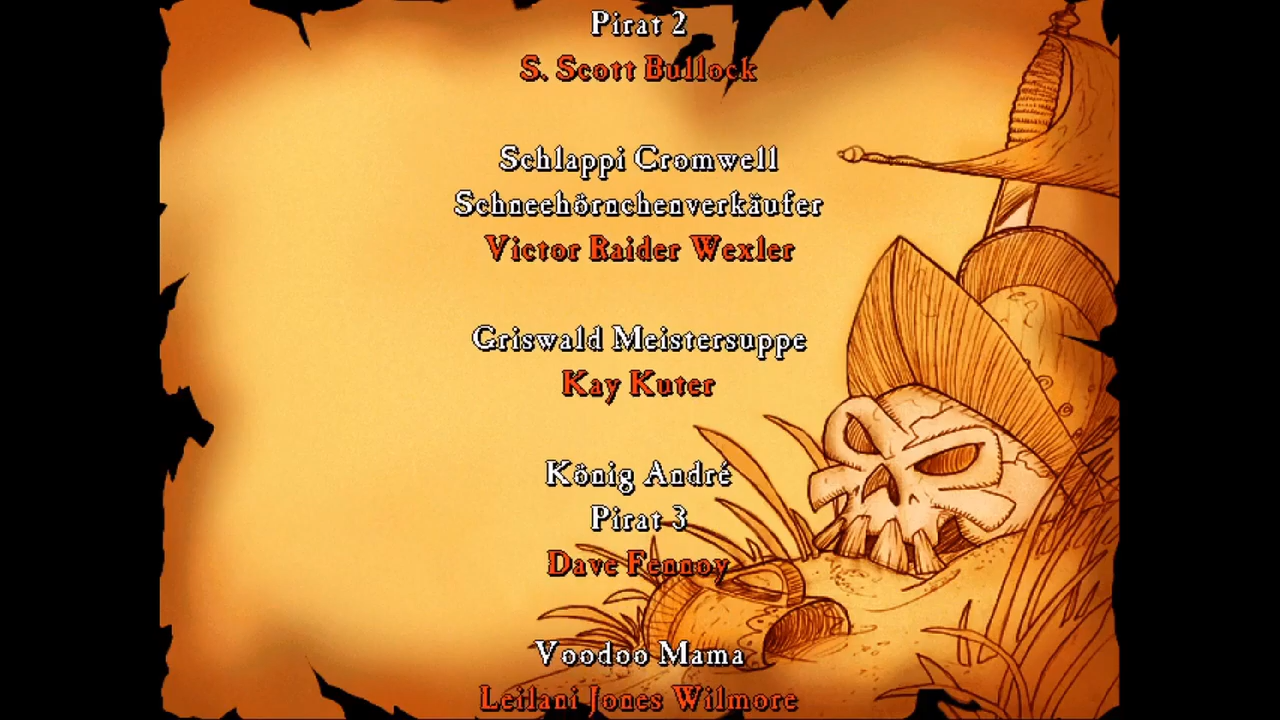 Pirat 2
S. Scott Bullock
Schlappi Cromwell
Schneehörnchenverkäufer
Victor Raider Wexler
Griswald Meistersuppe
Kay Kuter
König André
Pirat 3
Dave Fennoy
Voodoo Mama
Leilani Jones Wilmore